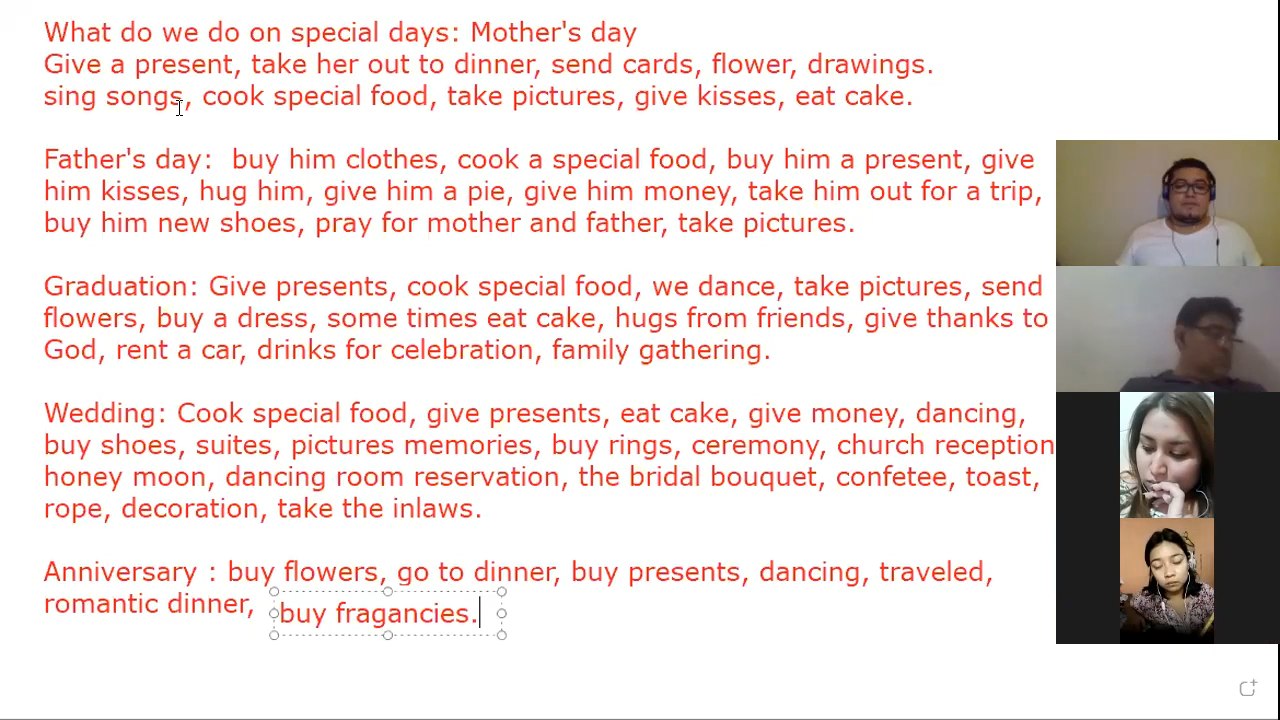 What do we do on special days: Mother's day
Give a present, take her out to dinner, send cards, flower, drawings.
sing songs, cook special food, take pictures, give kisses, eat cake.
Father's day:  buy him clothes, cook a special food, buy him a present, give
him kisses, hug him, give him a pie, give him money, take him out for a trip,
buy him new shoes, pray for mother and father, take pictures.
Graduation: Give presents, cook special food, we dance, take pictures, send
flowers, buy a dress, some times eat cake, hugs from friends, give thanks to
God, rent a car, drinks for celebration, family gathering.
Wedding: Cook special food, give presents, eat cake, give money, dancing,
buy shoes, suites, pictures memories, buy rings, ceremony, church reception
honey moon, dancing room reservation, the bridal bouquet, confetee, toast,
rope, decoration, take the inlaws.
Anniversary : buy flowers, go to dinner, buy presents, dancing, traveled,
romantic dinner, buy fragancies.